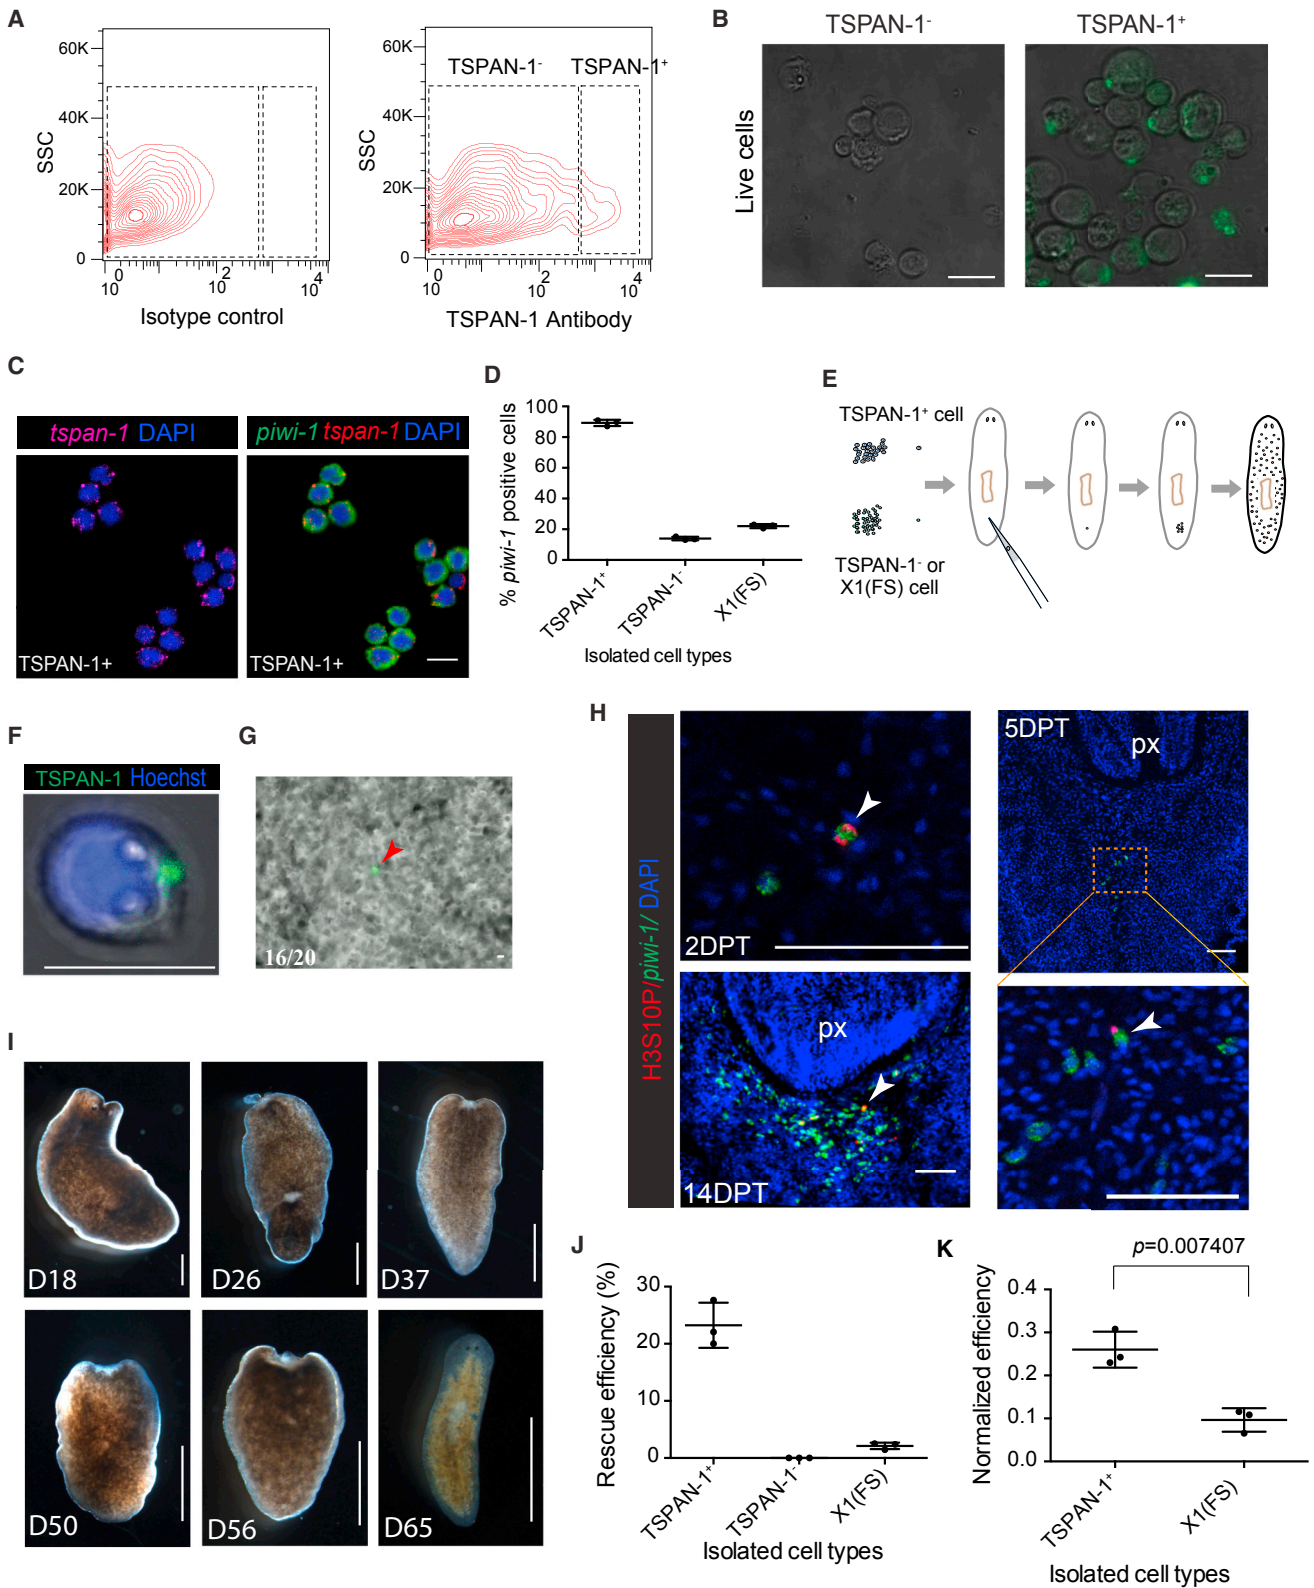 A
60K
40K
20K
0
SSC
10^0
10^2
10^4
Isotype control
60K
40K
20K
0
SSC
TSPAN-1^-
TSPAN-1^+
10^0
10^2
10^4
TSPAN-1 Antibody
B
TSPAN-1^-
TSPAN-1^+
Live cells
C
tspan-1 DAPI
piwi-1 tspan-1 DAPI
TSPAN-1+
TSPAN-1+
D
% piwi-1 positive cells
100
80
60
40
20
0
TSPAN-1^+
TSPAN-1^-
X1(FS)
Isolated cell types
E
TSPAN-1^+ cell
TSPAN-1^- or
X1(FS) cell
F
TSPAN-1 Hoechst
G
16/20
H
H3S10P/piwi-1/ DAPI
2DPT
5DPT
px
px
14DPT
I
D18
D26
D37
D50
D56
D65
J
Rescue efficiency (%)
30
20
10
0
TSPAN-1^+
TSPAN-1^-
X1(FS)
Isolated cell types
K
p=0.007407
Normalized efficiency
0.4
0.3
0.2
0.1
0.0
TSPAN-1^+
X1(FS)
Isolated cell types